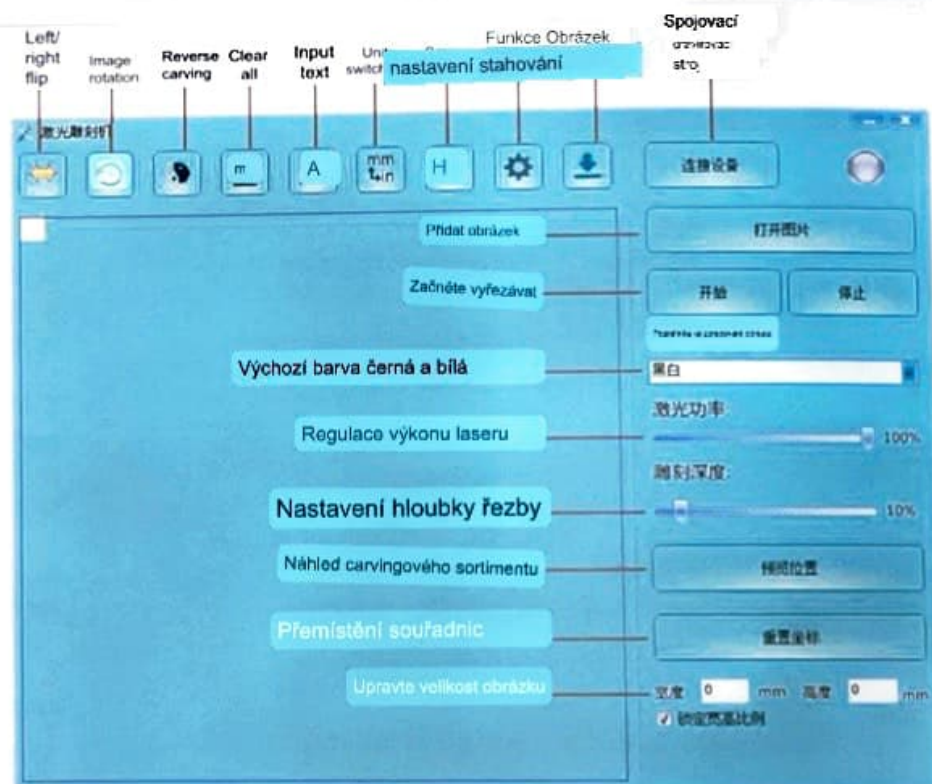 Left/
right
flip
Image
rotation
Reverse
carving
Clear
all
Input
text
switch
Funkce Obrázek
nastavení stahování
Spojovací
激光雕刻机
m
A
mm
in
H
连接设备
Přidat obrázek
打开图片
Začněte vyřezávat
开始
停止
Výchozí barva černá a bílá
黑白
激光功率:
Regulace výkonu laseru
100%
雕刻深度:
Nastavení hloubky řezby
10%
Náhled carvingového sortimentu
预览位置
Přemístění souřadnic
重置坐标
Upravte velikost obrázku
宽度 0 mm 高度 0 mm
锁定宽高比例